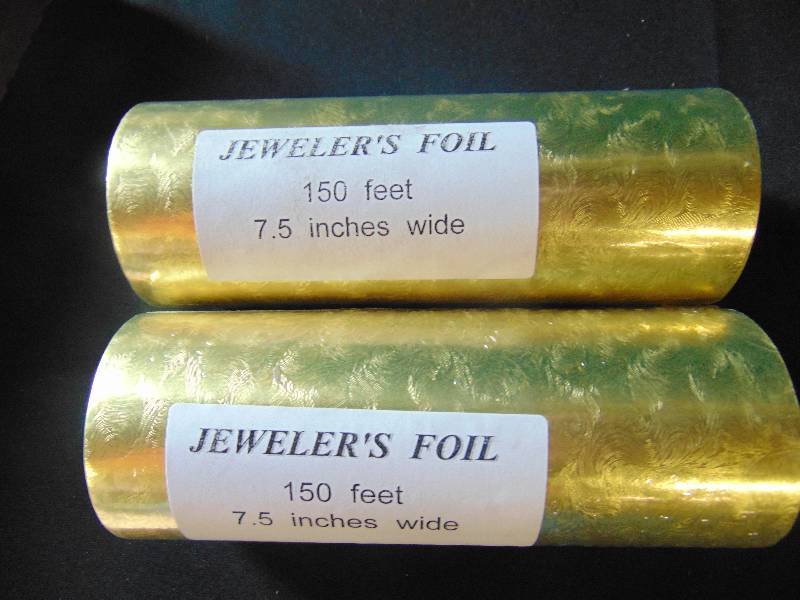 JEWELER'S FOIL
150 feet
7.5 inches wide
JEWELER'S FOIL
150 feet
7.5 inches wide